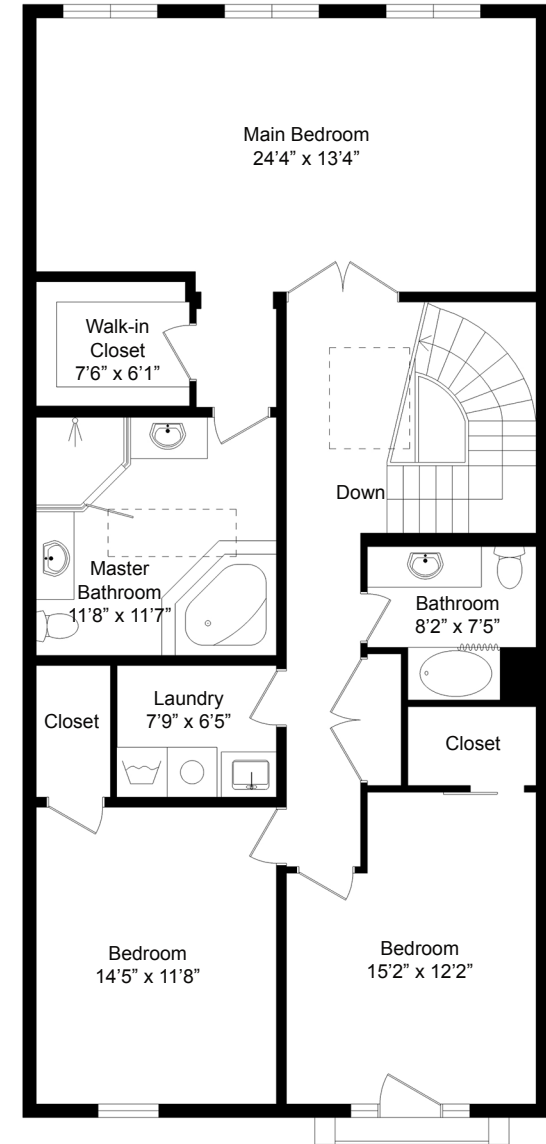 Main Bedroom
24’4” x 13’4”
Walk-in
Closet
7’6” x 6’1”
Down
Master
Bathroom
11’8” x 11’7”
Bathroom
8’2” x 7’5”
Closet
Laundry
7’9” x 6’5”
Closet
Bedroom
14’5” x 11’8”
Bedroom
15’2” x 12’2”